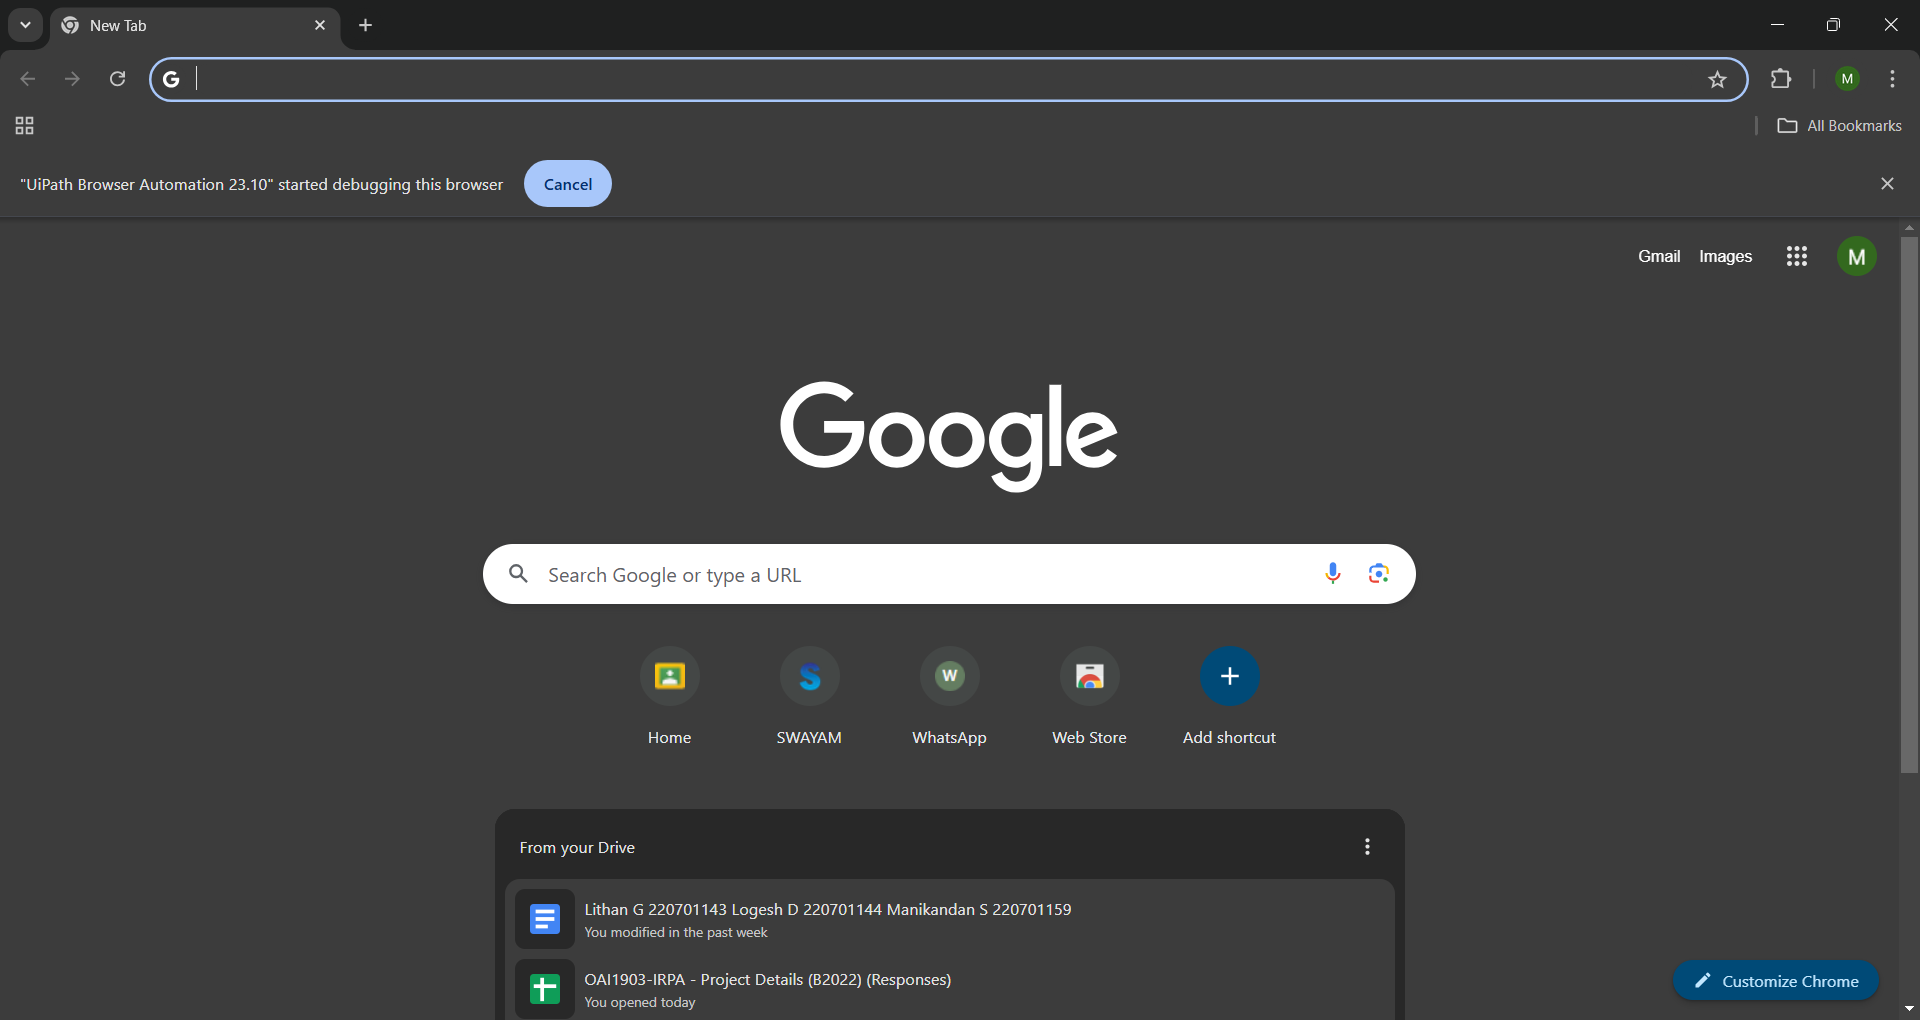 New Tab
G
M
All Bookmarks
"UiPath Browser Automation 23.10" started debugging this browser
Cancel
Gmail
Images
M
Google
Search Google or type a URL
S
W
Home
SWAYAM
WhatsApp
Web Store
Add shortcut
From your Drive
Lithan G 220701143 Logesh D 220701144 Manikandan S 220701159
You modified in the past week
OAI1903-IRPA - Project Details (B2022) (Responses)
You opened today
Customize Chrome